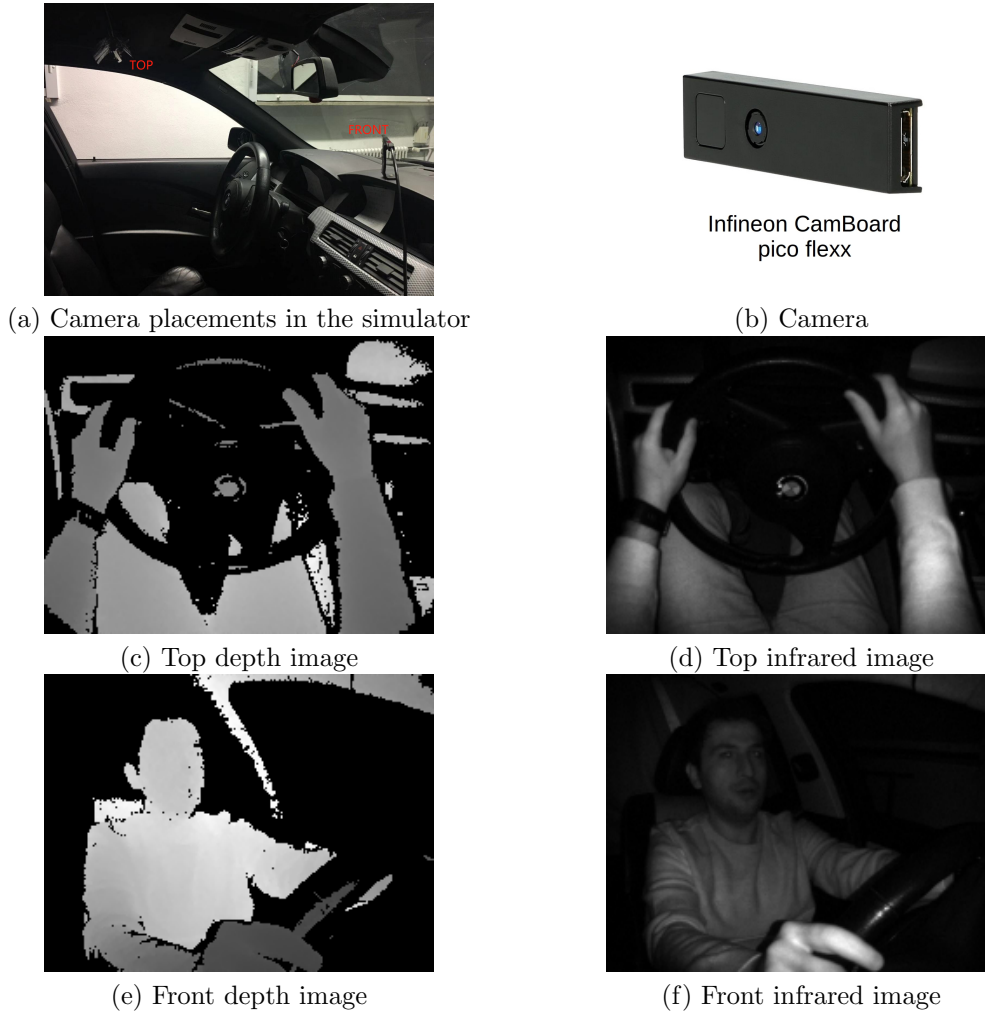 TOP
FRONT
Infineon CamBoard
pico flexx
(a) Camera placements in the simulator
(b) Camera
(c) Top depth image
(d) Top infrared image
(e) Front depth image
(f) Front infrared image